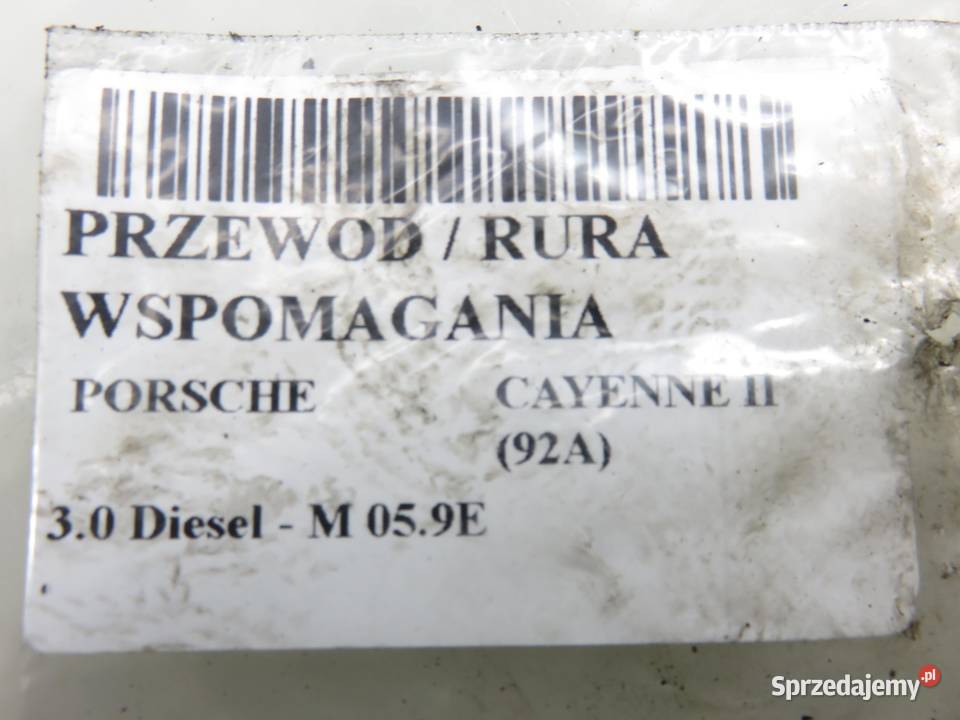 PRZEWOD / RURA
WSPOMAGANIA
PORSCHE CAYENNE II
(92A)
3.0 Diesel - M 05.9E
Sprzedajemy.pl